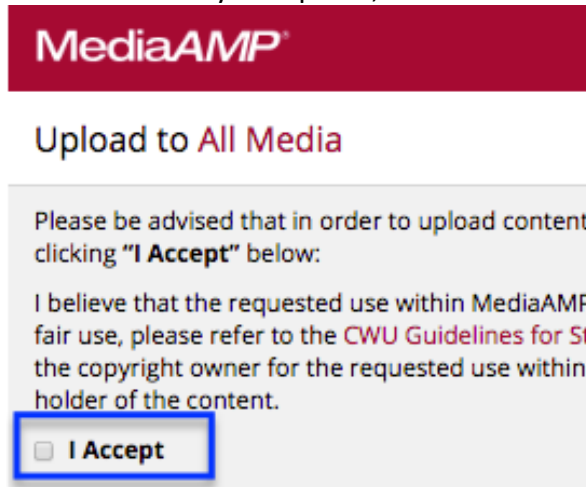 MediaAMP
Upload to All Media
Please be advised that in order to upload content
clicking "I Accept" below:
I believe that the requested use within MediaAMP
fair use, please refer to the CWU Guidelines for St
the copyright owner for the requested use within
holder of the content.
I Accept